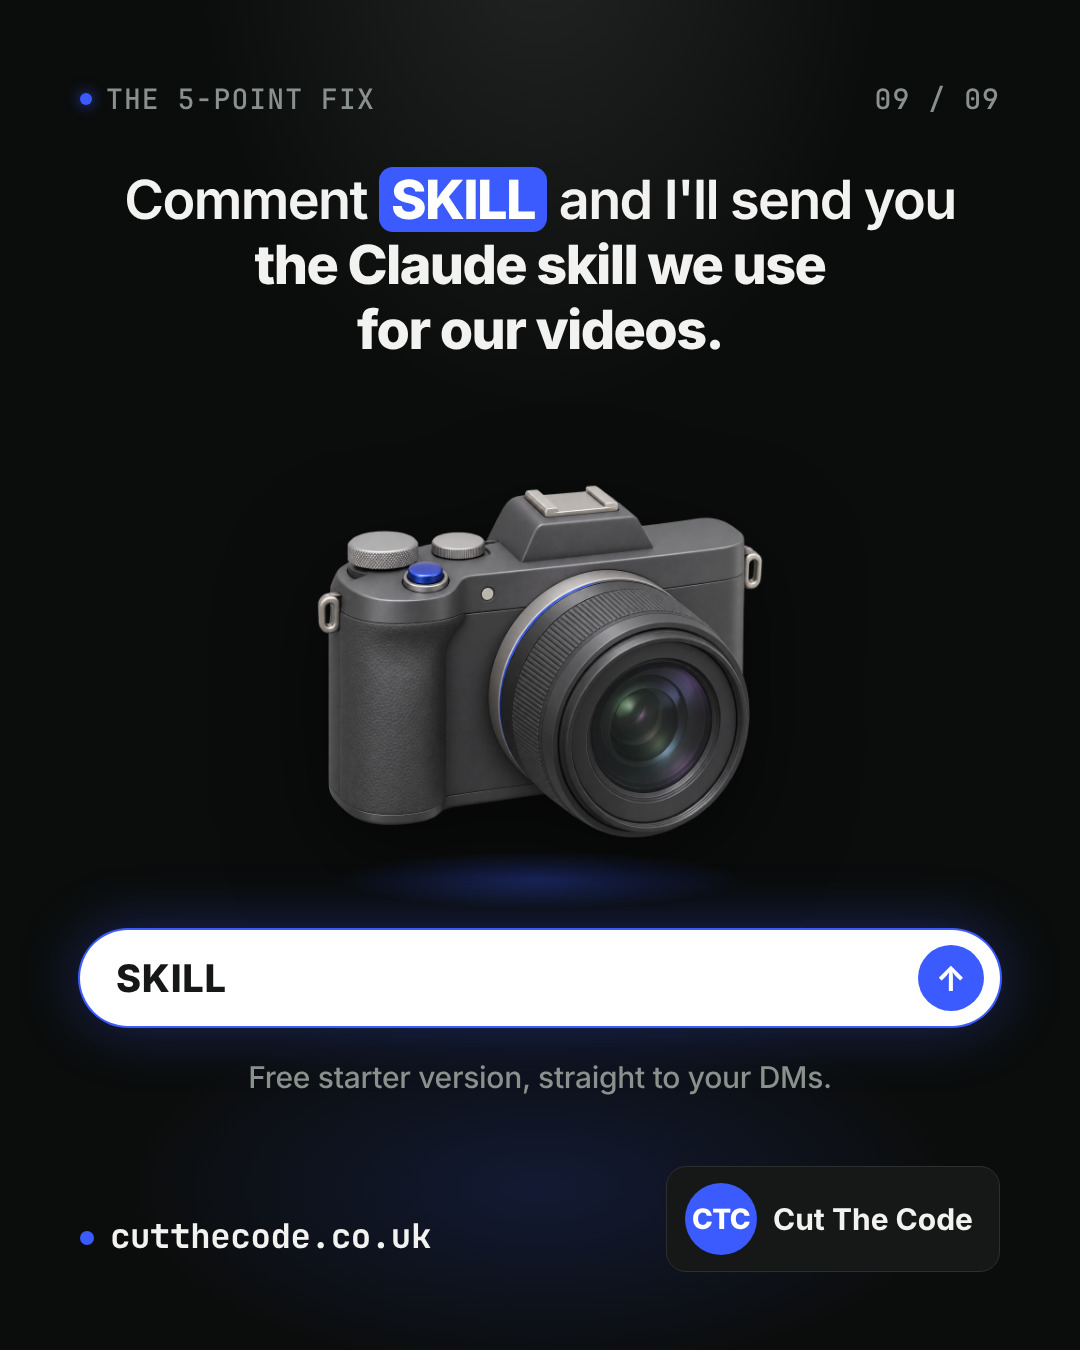 THE 5-POINT FIX
09 / 09
Comment SKILL and I'll send you
the Claude skill we use
for our videos.
SKILL
Free starter version, straight to your DMs.
cutthecode.co.uk
CTC Cut The Code